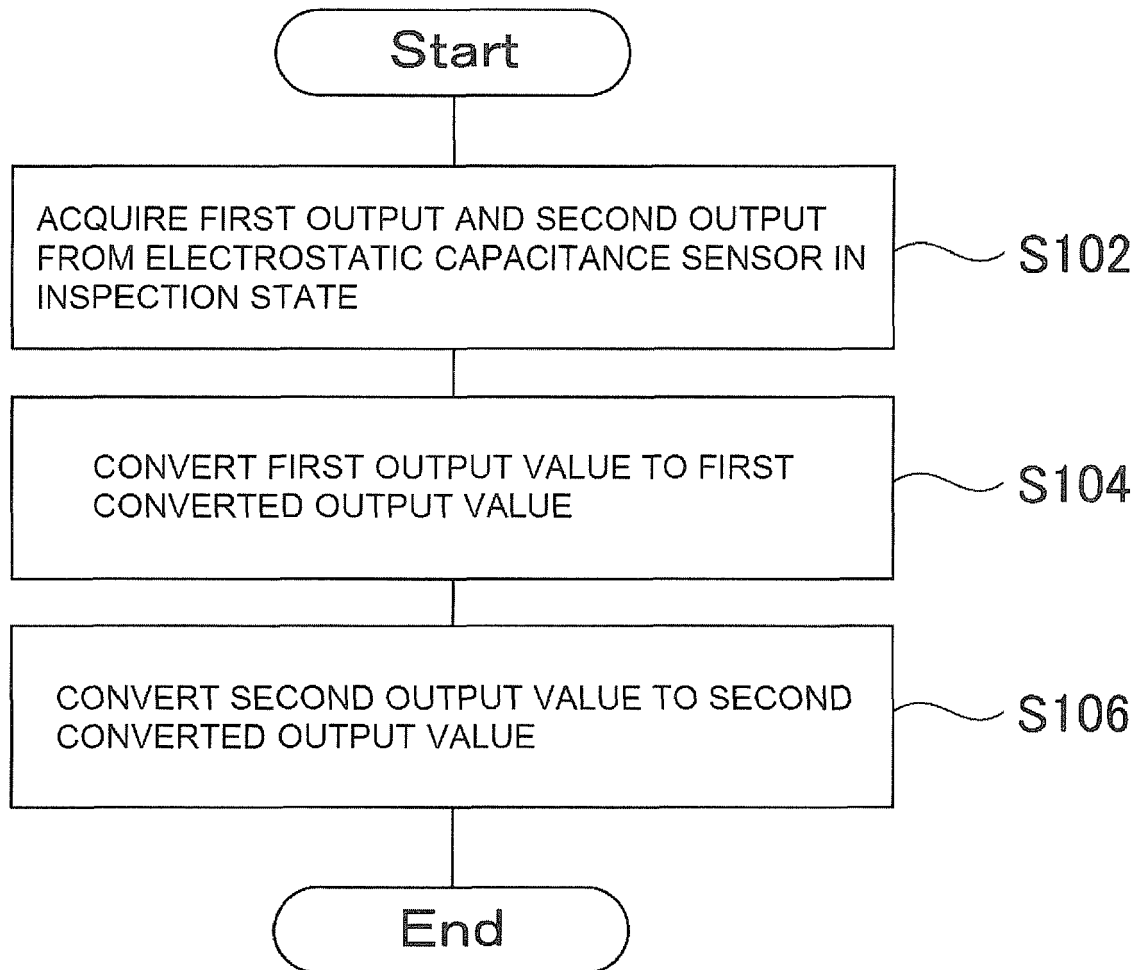 Start
ACQUIRE FIRST OUTPUT AND SECOND OUTPUT
FROM ELECTROSTATIC CAPACITANCE SENSOR IN
INSPECTION STATE
S102
CONVERT FIRST OUTPUT VALUE TO FIRST
CONVERTED OUTPUT VALUE
S104
CONVERT SECOND OUTPUT VALUE TO SECOND
CONVERTED OUTPUT VALUE
S106
End